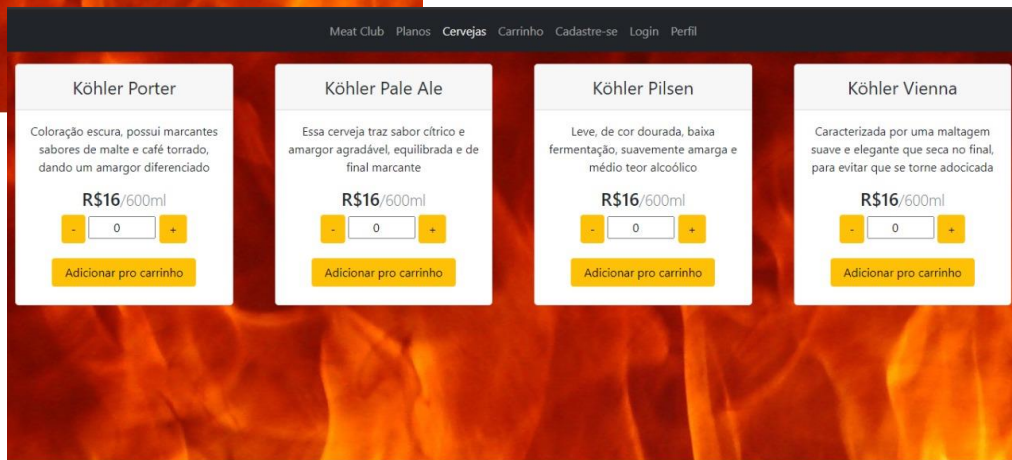 Meat Club Planos Cervejas Carrinho Cadastre-se Login Perfil
Köhler Porter
Coloração escura, possui marcantes
sabores de malte e café torrado,
dando um amargor diferenciado
R$16/600ml
- 0 +
Adicionar pro carrinho
Köhler Pale Ale
Essa cerveja traz sabor cítrico e
amargor agradável, equilibrada e de
final marcante
R$16/600ml
- 0 +
Adicionar pro carrinho
Köhler Pilsen
Leve, de cor dourada, baixa
fermentação, suavemente amarga e
médio teor alcoólico
R$16/600ml
- 0 +
Adicionar pro carrinho
Köhler Vienna
Caracterizada por uma maltagem
suave e elegante que seca no final,
para evitar que se torne adocicada
R$16/600ml
- 0 +
Adicionar pro carrinho